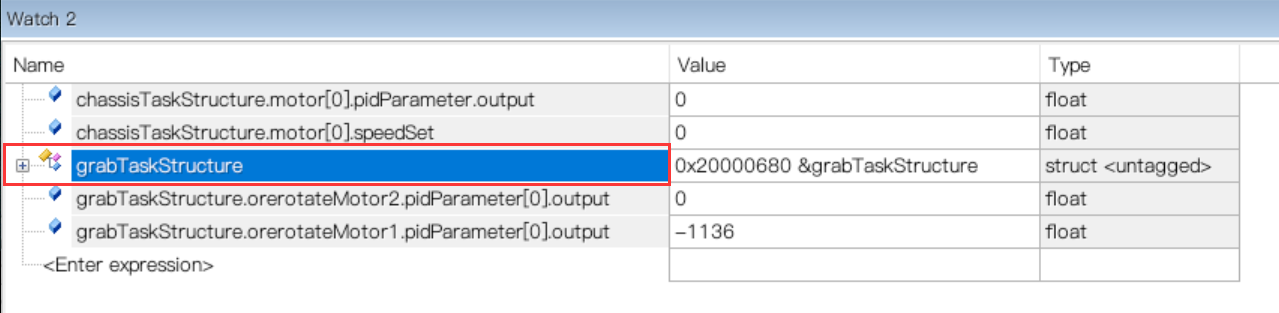 Watch 2
Name Value Type
chassisTaskStructure.motor[0].pidParameter.output 0 float
chassisTaskStructure.motor[0].speedSet 0 float
grabTaskStructure 0x20000680 &grabTaskStructure struct <untagged>
grabTaskStructure.orerotateMotor2.pidParameter[0].output 0 float
grabTaskStructure.orerotateMotor1.pidParameter[0].output -1136 float
<Enter expression>